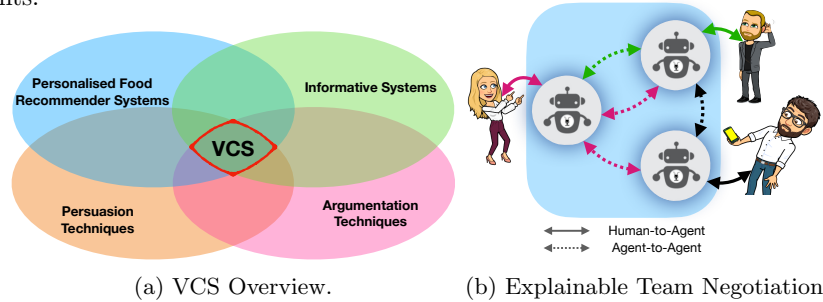 nts.
Personalised Food
Recommender Systems
Informative Systems
VCS
Persuasion
Techniques
Argumentation
Techniques
Human-to-Agent
Agent-to-Agent
(a) VCS Overview.
(b) Explainable Team Negotiation